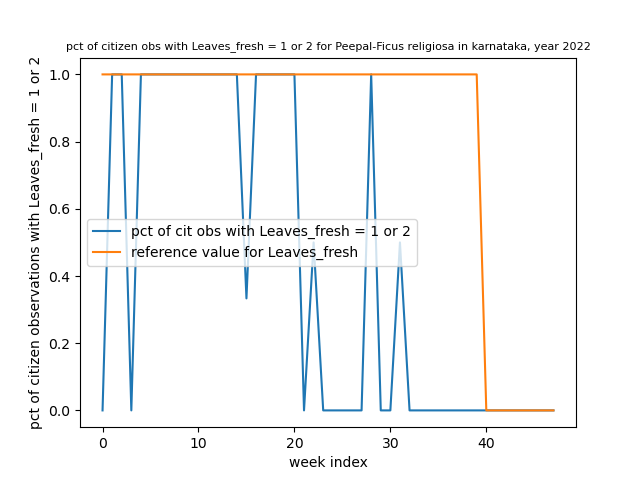 pct of citizen obs with Leaves_fresh = 1 or 2 for Peepal-Ficus religiosa in karnataka, year 2022
pct of citizen observations with Leaves_fresh = 1 or 2
1.0
0.8
0.6
0.4
0.2
0.0
pct of cit obs with Leaves_fresh = 1 or 2
reference value for Leaves_fresh
0
10
20
30
40
week index